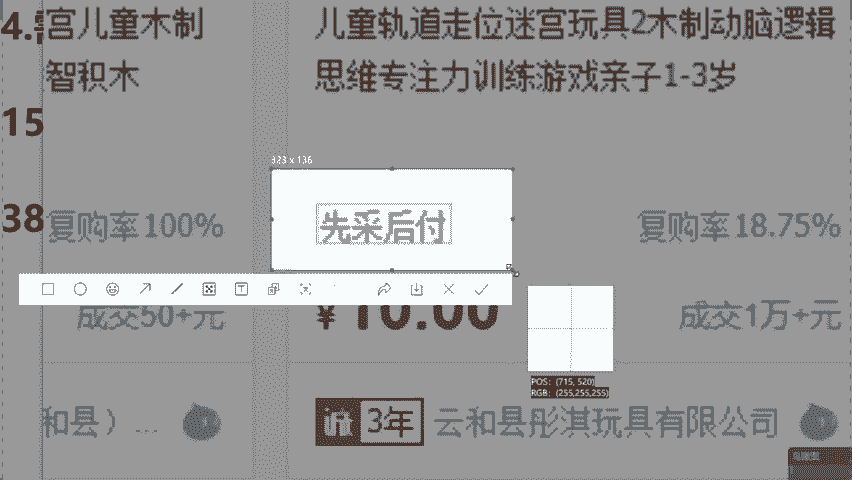 4.
宫儿童木制
智积木
15
38
复购率100%
成交50+元
和县）...
儿童轨道走位迷宫玩具2木制动脑逻辑
思维专注力训练游戏亲子1-3岁
323 x 136
先采后付
复购率18.75%
¥10.00
成交1万+元
POS: (715, 520)
RGB: (255,255,255)
3年 云和县彤淇玩具有限公司